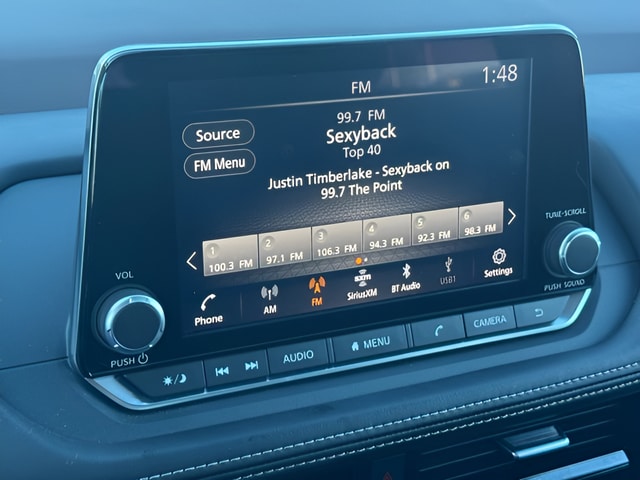 FM
1:48
99.7 FM
Sexyback
Top 40
Source
FM Menu
Justin Timberlake - Sexyback on
99.7 The Point
1
100.3 FM
2
97.1 FM
3
106.3 FM
4
94.3 FM
5
92.3 FM
6
98.3 FM
Phone
AM
FM
sxm
SiriusXM
BT Audio
USB1
Settings
VOL
PUSH
TUNE·SCROLL
PUSH SOUND
AUDIO
MENU
CAMERA